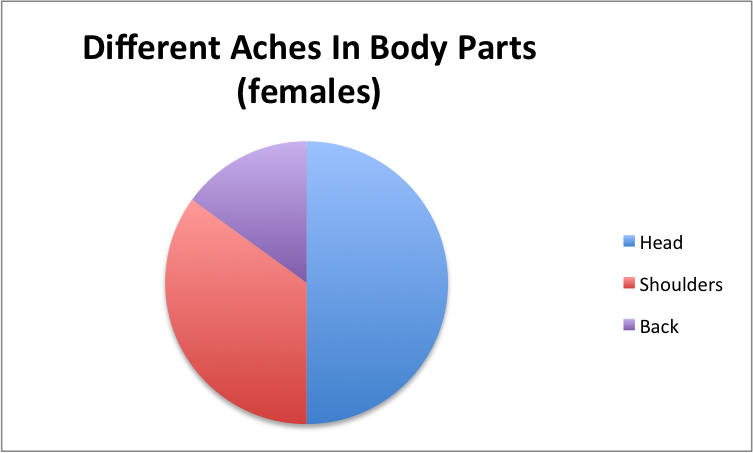 Different Aches In Body Parts
(females)
Head
Shoulders
Back